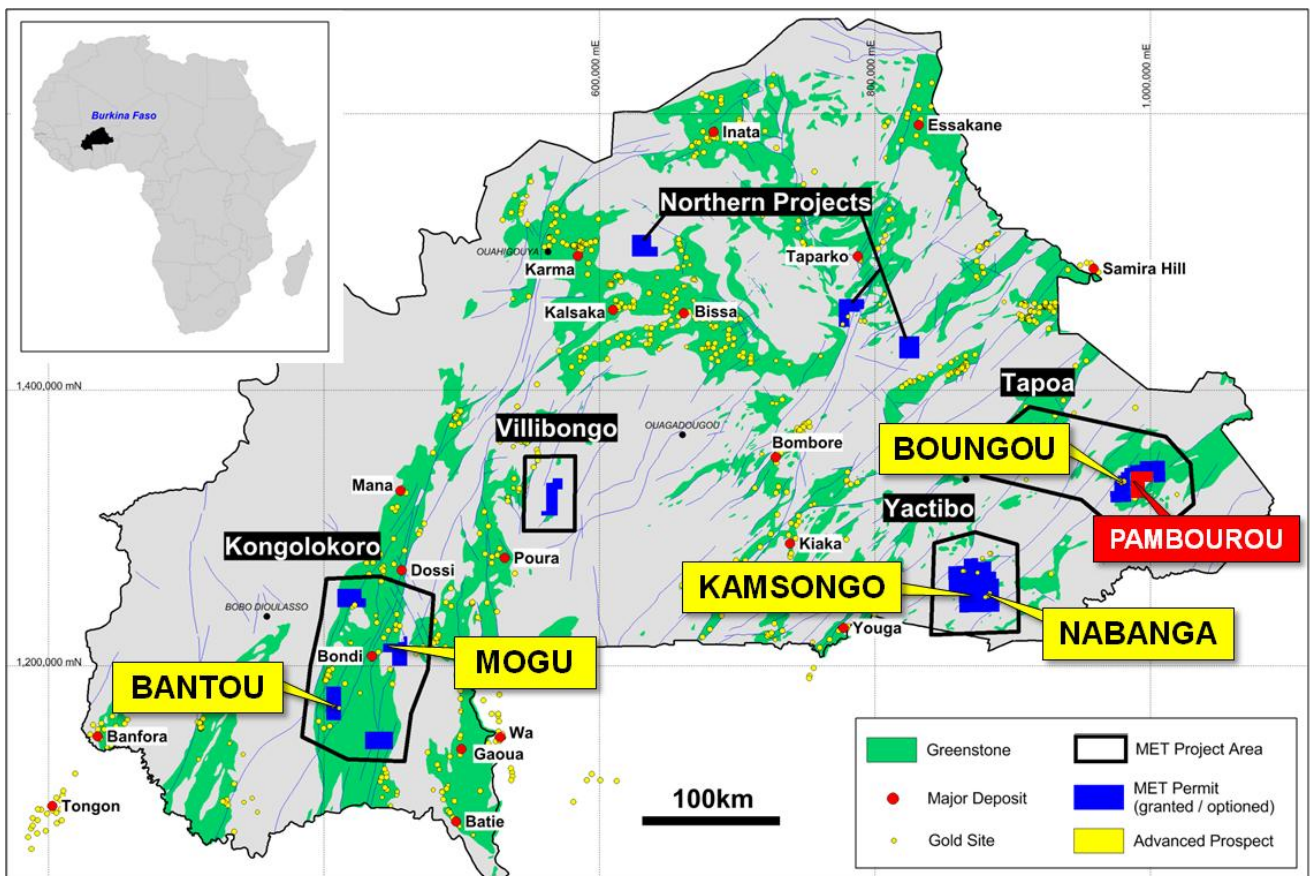 Burkina Faso
600,000 mE
800,000 mE
1,000,000 mE
Inata
Essakane
Northern Projects
OUAHIGOUYA
Karma
Taparko
Samira Hill
Kalsaka
Bissa
1,400,000 mN
Tapoa
Villibongo
OUAGADOUGOU
Bombore
BOUNGOU
Mana
Yactibo
PAMBOUROU
Kongolokoro
Poura
Kiaka
Dossi
KAMSONGO
BOBO DIOULASSO
NABANGA
Youga
1,200,000 mN
Bondi
MOGU
BANTOU
Banfora
Wa
Gaoua
Tongon
Batie
100km
Greenstone
Major Deposit
Gold Site
MET Project Area
MET Permit
(granted / optioned)
Advanced Prospect